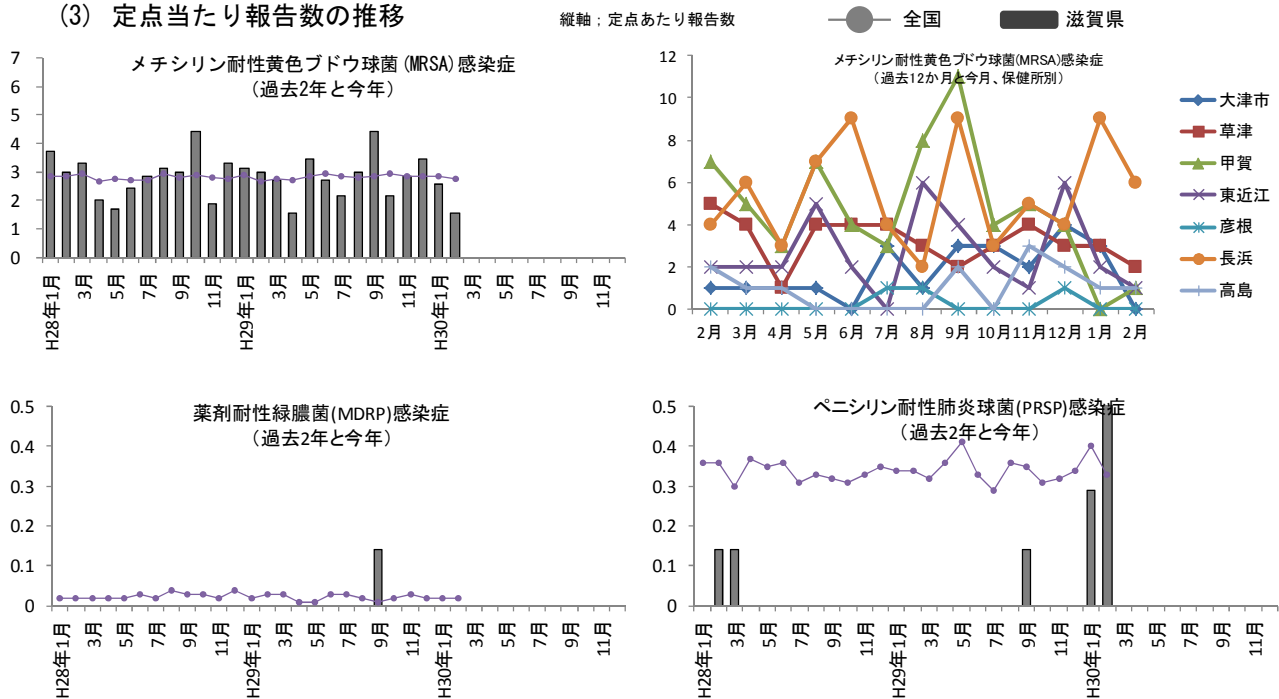 (3) 定点当たり報告数の推移
縦軸；定点あたり報告数
全国
滋賀県
メチシリン耐性黄色ブドウ球菌(MRSA)感染症
(過去2年と今年)
7
6
5
4
3
2
1
0
H28年1月 3月 5月 7月 9月 11月 H29年1月 3月 5月 7月 9月 11月 H30年1月 3月 5月 7月 9月 11月
メチシリン耐性黄色ブドウ球菌(MRSA)感染症
(過去12か月と今月、保健所別)
12
10
8
6
4
2
0
2月 3月 4月 5月 6月 7月 8月 9月 10月 11月 12月 1月 2月
大津市
草津
甲賀
東近江
彦根
長浜
高島
薬剤耐性緑膿菌(MDRP)感染症
(過去2年と今年)
0.5
0.4
0.3
0.2
0.1
0
H28年1月 3月 5月 7月 9月 11月 H29年1月 3月 5月 7月 9月 11月 H30年1月 3月 5月 7月 9月 11月
ペニシリン耐性肺炎球菌(PRSP)感染症
(過去2年と今年)
0.5
0.4
0.3
0.2
0.1
0
H28年1月 3月 5月 7月 9月 11月 H29年1月 3月 5月 7月 9月 11月 H30年1月 3月 5月 7月 9月 11月